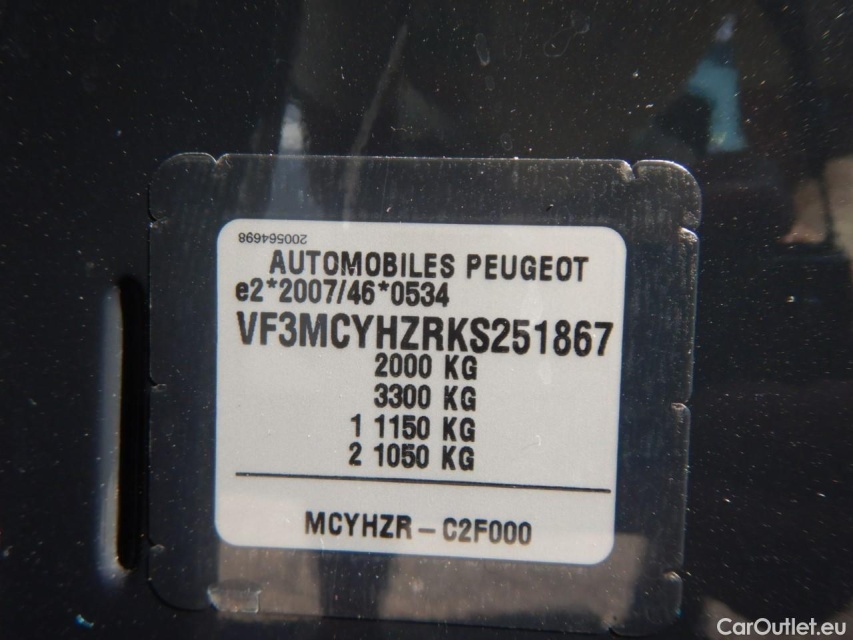 200564698
AUTOMOBILES PEUGEOT
e2*2007/46*0534
VF3MCYHZRKS251867
2000 KG
3300 KG
1 1150 KG
2 1050 KG
MCYHZR - C2F000
CarOutlet.eu